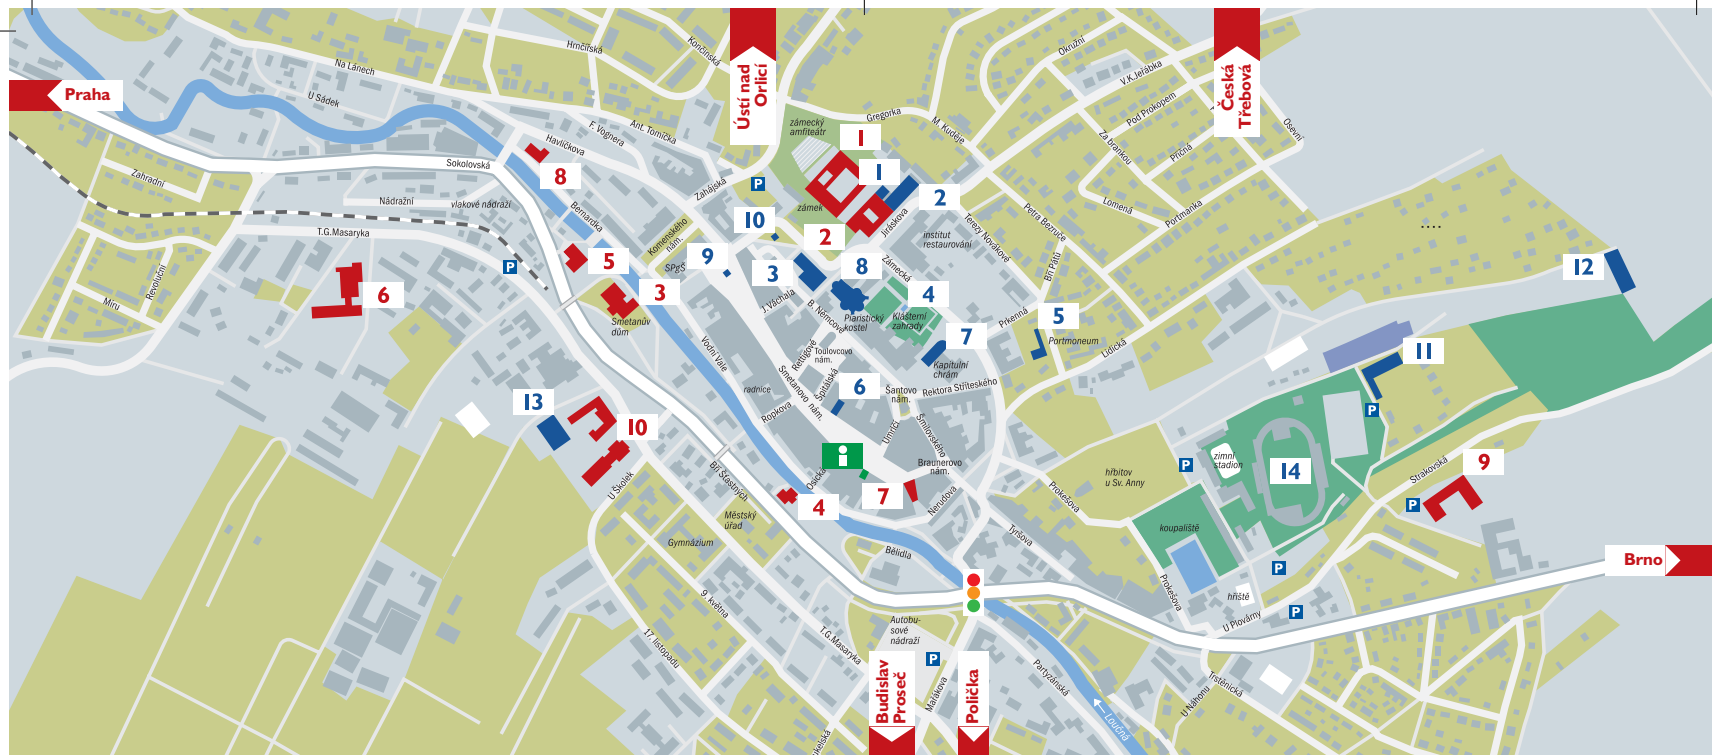 Praha
Ústí nad
Orlicí
Česká
Třebová
Brno
Budislav
Proseč
Polička
Na Lánech
U Sádek
Hrnčířská
Končinská
Havlíčkova
F. Vognera
Ant. Tomíčka
Sokolovská
Zahradní
Nádražní
vlakové nádraží
T.G.Masaryka
Revoluční
Míru
Bernardka
Komenského
nám.
Zahájská
zámecký
amfiteátr
zámek
Gregorka
M. Kuděje
Okružní
V.K.Jeřábka
Pod Prokopem
Za brankou
Příčná
Osevní
Lomená
Portmanka
Petra Bezruče
Terezy Novákové
Bří Pátů
Jiráskova
institut
restaurování
Zámecká
SPgŠ
J. Váchala
B. Němcové
Piaristický
kostel
Klášterní
zahrady
Kapitulní
chrám
Prkenná
Portmoneum
Lidická
Smetanův
dům
Vodní Valy
Rettigové
Toulovcovo
nám.
Špitálská
Smetanovo nám.
radnice
Ropkova
Šantovo
nám.
Rektora Stříteského
Umrlčí
Šmilovského
Braunerovo
nám.
Nerudova
Osická
Bří Šťastných
U Školek
Městský
úřad
Gymnázium
Bělidla
9. května
17. listopadu
T.G.Masaryka
Autobu-
sové
nádraží
Mařákova
Partyzánská
Loučná
Tyršova
Prokešova
Prokešova
hřbitov
u Sv. Anny
zimní
stadion
koupaliště
hřiště
U Plovárny
Strakovská
Trstěnická
U Náhonu
....
1
1
2
2
3
3
4
4
5
5
6
6
7
7
8
8
9
9
10
10
11
12
13
14
i
P
P
P
P
P
P
P
P